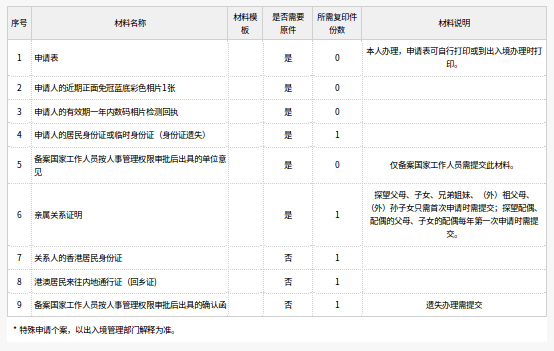 序号 材料名称 材料模板 是否需要原件 所需复印件份数 材料说明
1 申请表 是 0 本人办理，申请表可自行打印或到出入境办理时打印。
2 申请人的近期正面免冠蓝底彩色相片1张 是 0
3 申请人的有效期一年内数码相片检测回执 是 0
4 申请人的居民身份证或临时身份证（身份证遗失） 是 1
5 备案国家工作人员按人事管理权限审批后出具的单位意见 是 0 仅备案国家工作人员需提交此材料。
6 亲属关系证明 是 1 探望父母、子女、兄弟姐妹、（外）祖父母、（外）孙子女只需首次申请时需提交；探望配偶、配偶的父母、子女的配偶每年第一次申请时需提交。
7 关系人的香港居民身份证 否 1
8 港澳居民来往内地通行证（回乡证） 否 1
9 备案国家工作人员按人事管理权限审批后出具的确认函 否 1 遗失办理需提交
* 特殊申请个案，以出入境管理部门解释为准。